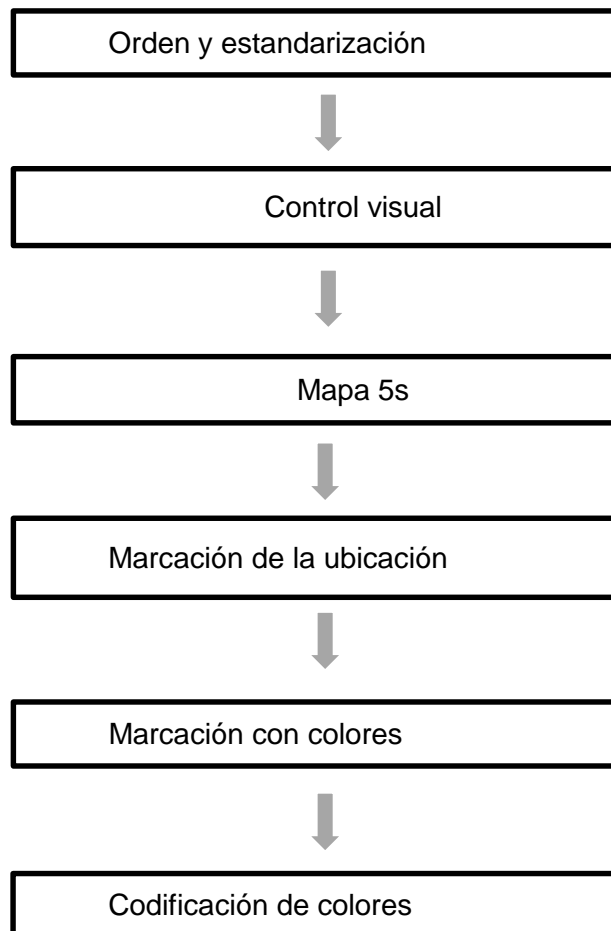 Orden y estandarización
Control visual
Mapa 5s
Marcación de la ubicación
Marcación con colores
Codificación de colores